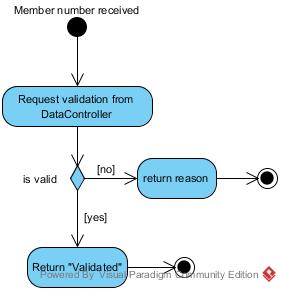 Member number received
Request validation from
DataController
is valid
[no]
return reason
[yes]
Return "Validated"
Powered By Visual Paradigm Community Edition